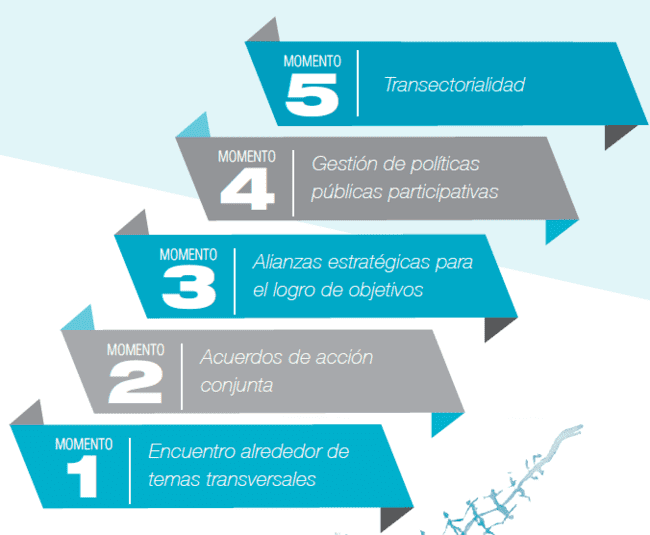 MOMENTO
5
Transectorialidad
MOMENTO
4
Gestión de políticas
públicas participativas
MOMENTO
3
Alianzas estratégicas para
el logro de objetivos
MOMENTO
2
Acuerdos de acción
conjunta
MOMENTO
1
Encuentro alrededor de
temas transversales